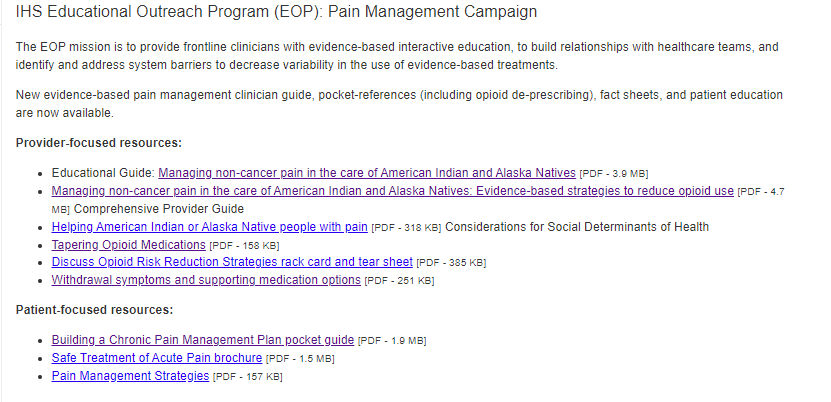 IHS Educational Outreach Program (EOP): Pain Management Campaign
The EOP mission is to provide frontline clinicians with evidence-based interactive education, to build relationships with healthcare teams, and
identify and address system barriers to decrease variability in the use of evidence-based treatments.
New evidence-based pain management clinician guide, pocket-references (including opioid de-prescribing), fact sheets, and patient education
are now available.
Provider-focused resources:
• Educational Guide: Managing non-cancer pain in the care of American Indian and Alaska Natives [PDF - 3.9 MB]
• Managing non-cancer pain in the care of American Indian and Alaska Natives: Evidence-based strategies to reduce opioid use [PDF - 4.7
MB] Comprehensive Provider Guide
• Helping American Indian or Alaska Native people with pain [PDF - 318 KB] Considerations for Social Determinants of Health
• Tapering Opioid Medications [PDF - 158 KB]
• Discuss Opioid Risk Reduction Strategies rack card and tear sheet [PDF - 385 KB]
• Withdrawal symptoms and supporting medication options [PDF - 251 KB]
Patient-focused resources:
• Building a Chronic Pain Management Plan pocket guide [PDF - 1.9 MB]
• Safe Treatment of Acute Pain brochure [PDF - 1.5 MB]
• Pain Management Strategies [PDF - 157 KB]